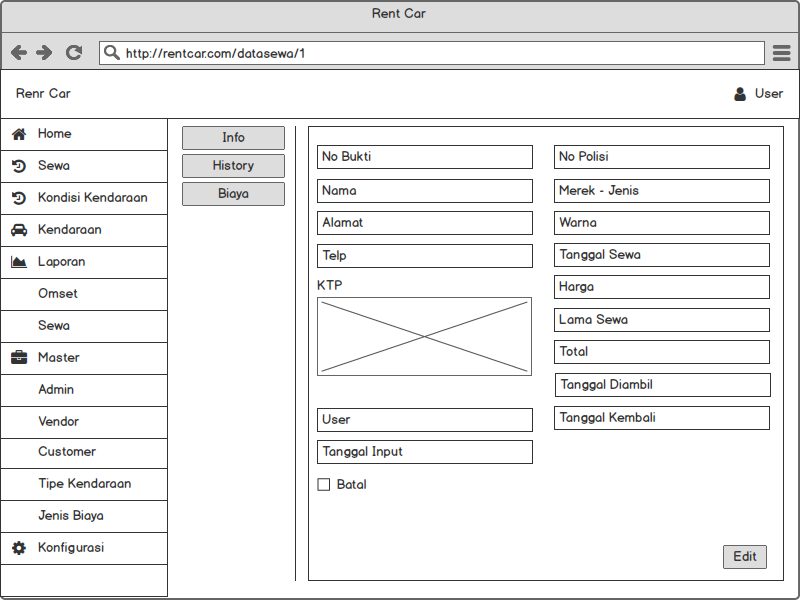 Rent Car
http://rentcar.com/datasewa/1
Renr Car
User
Home
Sewa
Kondisi Kendaraan
Kendaraan
Laporan
Omset
Sewa
Master
Admin
Vendor
Customer
Tipe Kendaraan
Jenis Biaya
Konfigurasi
Info
History
Biaya
No Bukti
Nama
Alamat
Telp
KTP
User
Tanggal Input
Batal
No Polisi
Merek - Jenis
Warna
Tanggal Sewa
Harga
Lama Sewa
Total
Tanggal Diambil
Tanggal Kembali
Edit